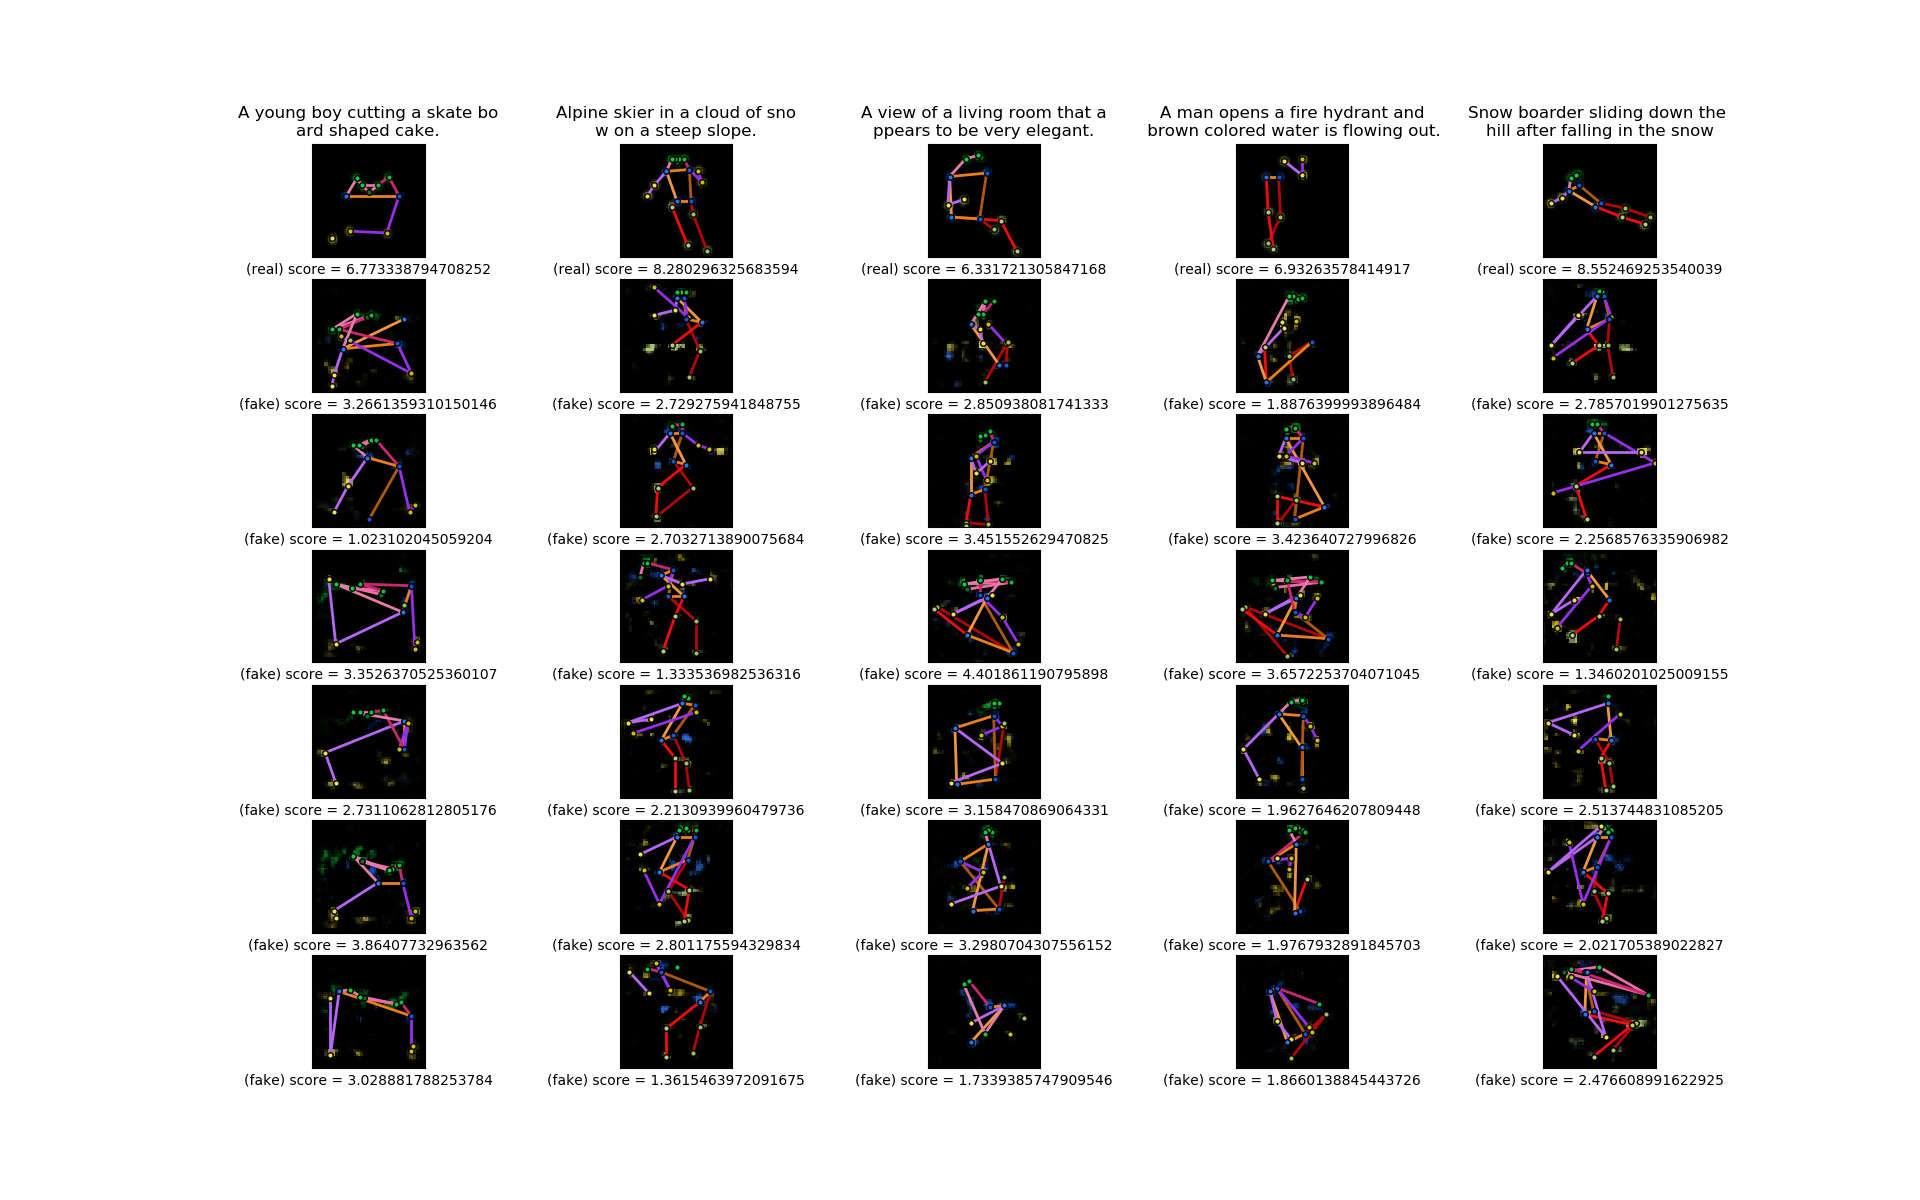 A young boy cutting a skate bo
ard shaped cake.
Alpine skier in a cloud of sno
w on a steep slope.
A view of a living room that a
ppears to be very elegant.
A man opens a fire hydrant and
brown colored water is flowing out.
Snow boarder sliding down the
hill after falling in the snow
(real) score = 6.773338794708252
(real) score = 8.280296325683594
(real) score = 6.331721305847168
(real) score = 6.93263578414917
(real) score = 8.552469253540039
(fake) score = 3.2661359310150146
(fake) score = 2.729275941848755
(fake) score = 2.850938081741333
(fake) score = 1.8876399993896484
(fake) score = 2.7857019901275635
(fake) score = 1.023102045059204
(fake) score = 2.7032713890075684
(fake) score = 3.451552629470825
(fake) score = 3.423640727996826
(fake) score = 2.2568576335906982
(fake) score = 3.3526370525360107
(fake) score = 1.333536982536316
(fake) score = 4.401861190795898
(fake) score = 3.6572253704071045
(fake) score = 1.3460201025009155
(fake) score = 2.7311062812805176
(fake) score = 2.2130939960479736
(fake) score = 3.158470869064331
(fake) score = 1.9627646207809448
(fake) score = 2.513744831085205
(fake) score = 3.86407732963562
(fake) score = 2.801175594329834
(fake) score = 3.2980704307556152
(fake) score = 1.9767932891845703
(fake) score = 2.021705389022827
(fake) score = 3.028881788253784
(fake) score = 1.3615463972091675
(fake) score = 1.7339385747909546
(fake) score = 1.8660138845443726
(fake) score = 2.476608991622925